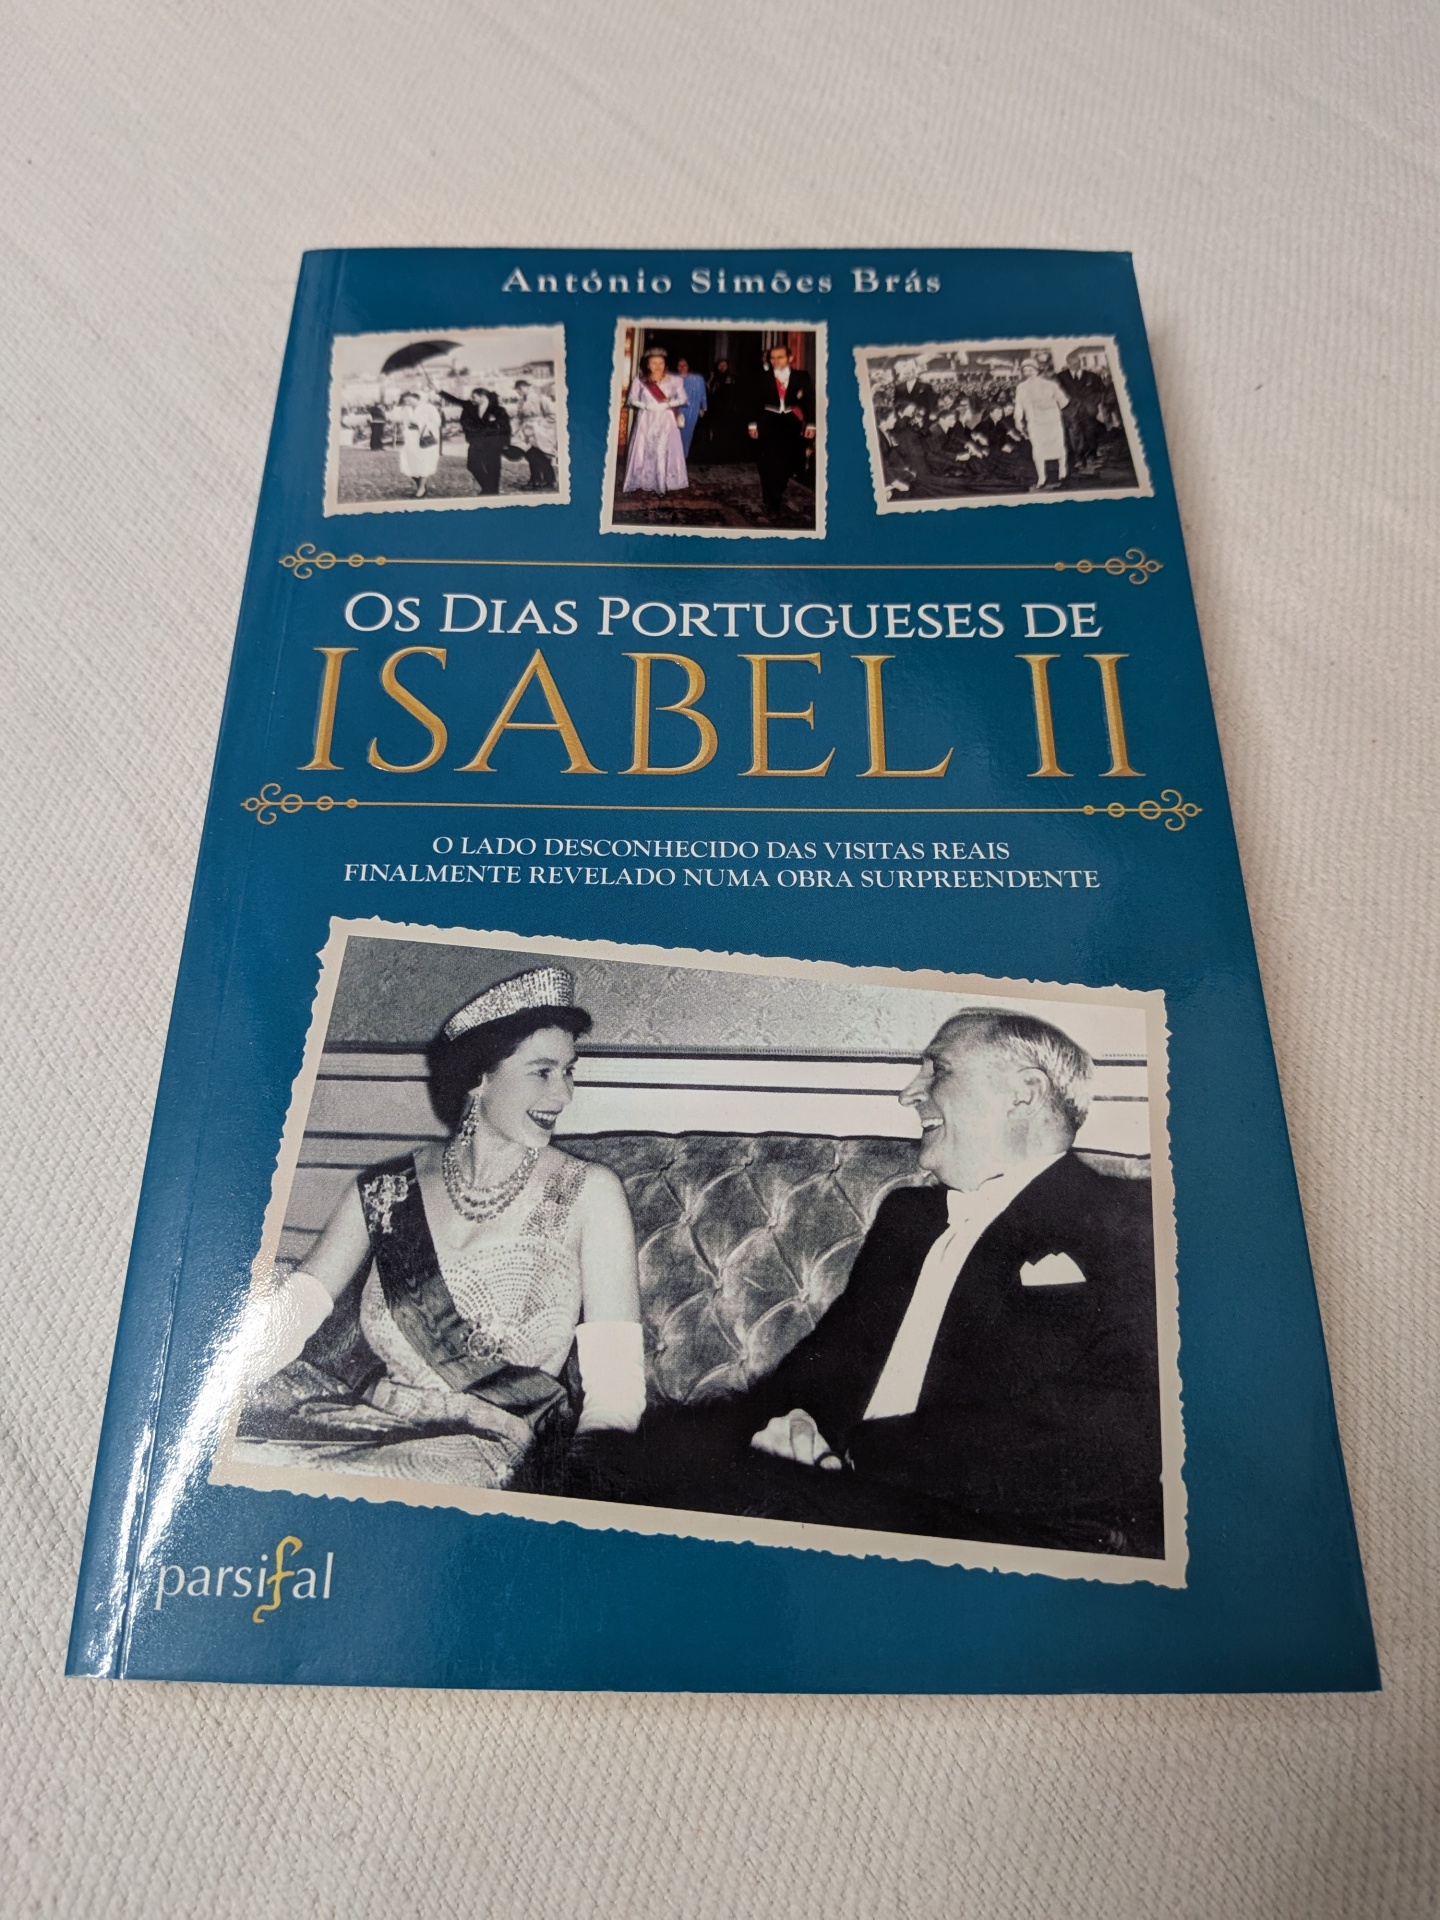 António Simões Brás
OS DIAS PORTUGUESES DE
ISABEL II
O LADO DESCONHECIDO DAS VISITAS REAIS
FINALMENTE REVELADO NUMA OBRA SURPREENDENTE
parsifal